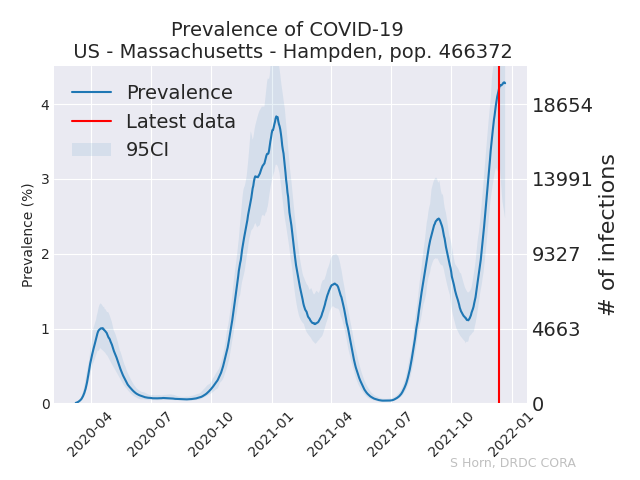 Prevalence of COVID-19
US - Massachusetts - Hampden, pop. 466372
Prevalence
Latest data
95CI
Prevalence (%)
4
3
2
1
0
18654
13991
9327
4663
0
# of infections
2020-04
2020-07
2020-10
2021-01
2021-04
2021-07
2021-10
2022-01
S Horn, DRDC CORA